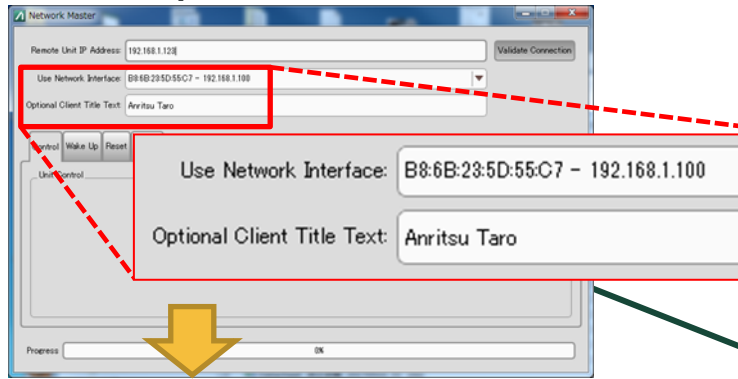 Network Master
Remote Unit IP Address: 192.168.1.123
Validate Connection
Use Network Interface: B8:6B:23:5D:55:C7 - 192.168.1.100
Optional Client Title Text: Anritsu Taro
Control Wake Up Reset
Unit Control
Use Network Interface: B8:6B:23:5D:55:C7 - 192.168.1.100
Optional Client Title Text: Anritsu Taro
Progress 0%